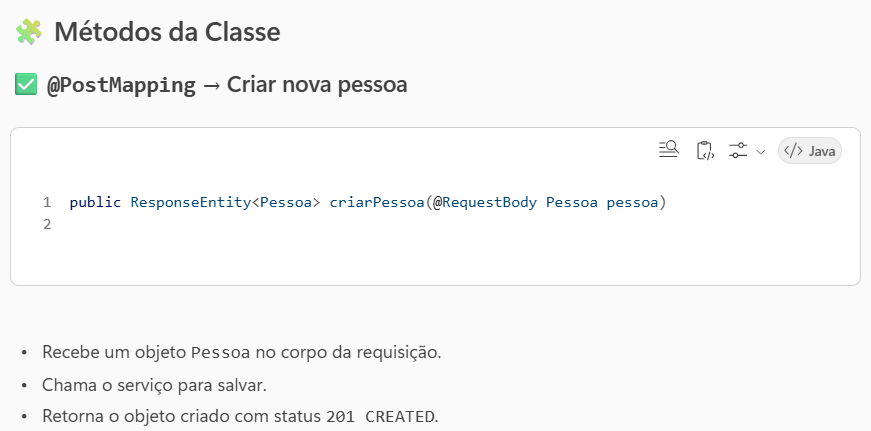 Métodos da Classe
@PostMapping → Criar nova pessoa
</> Java
1 public ResponseEntity<Pessoa> criarPessoa(@RequestBody Pessoa pessoa)
2
• Recebe um objeto Pessoa no corpo da requisição.
• Chama o serviço para salvar.
• Retorna o objeto criado com status 201 CREATED.